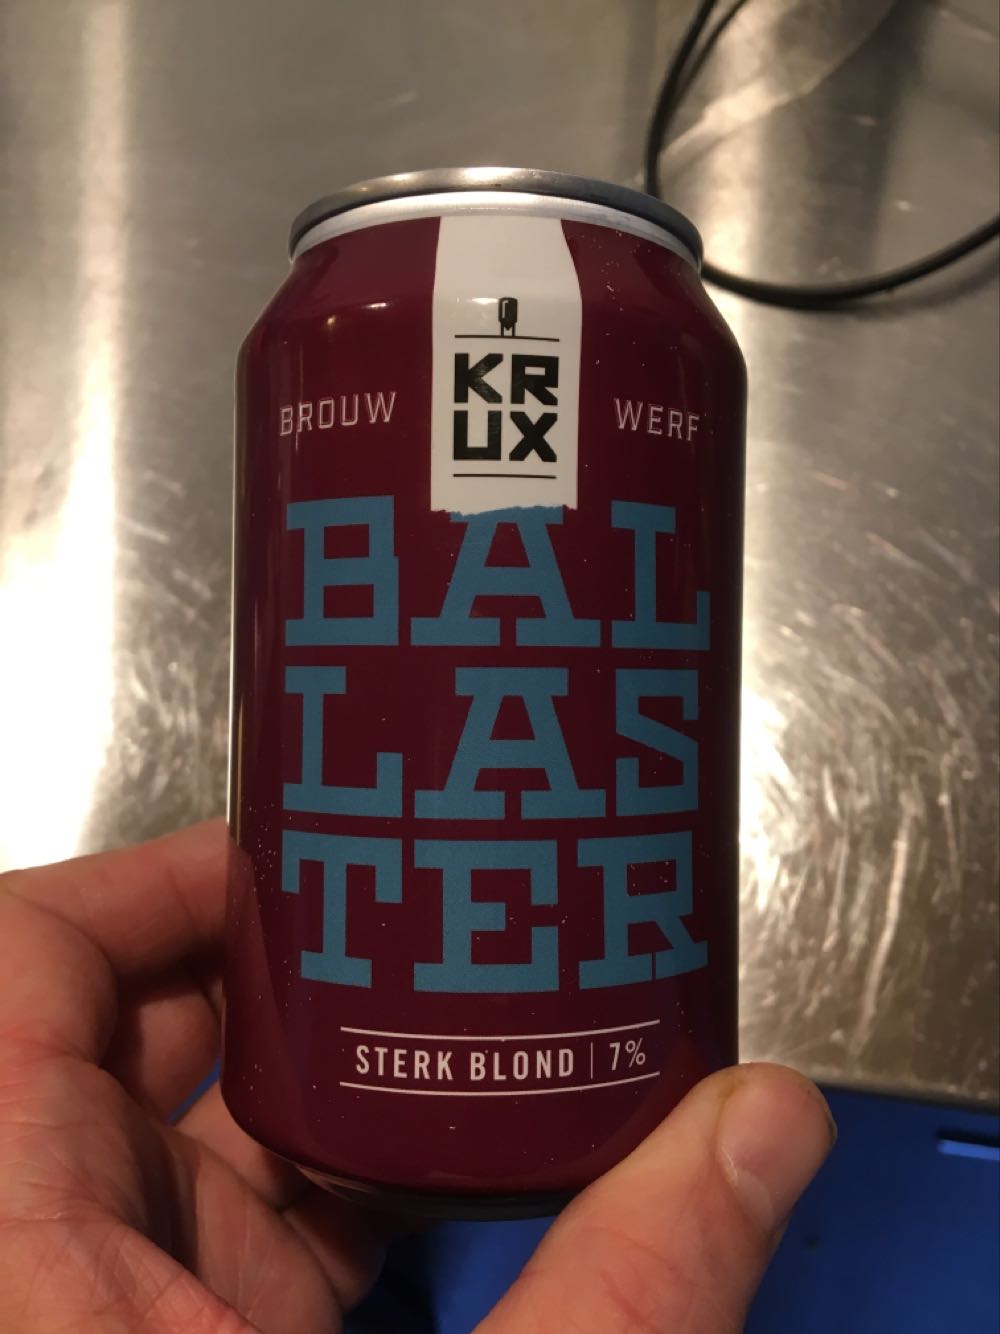 KR
UX
BROUW WERF
BAL
LAS
TER
STERK BLOND | 7%